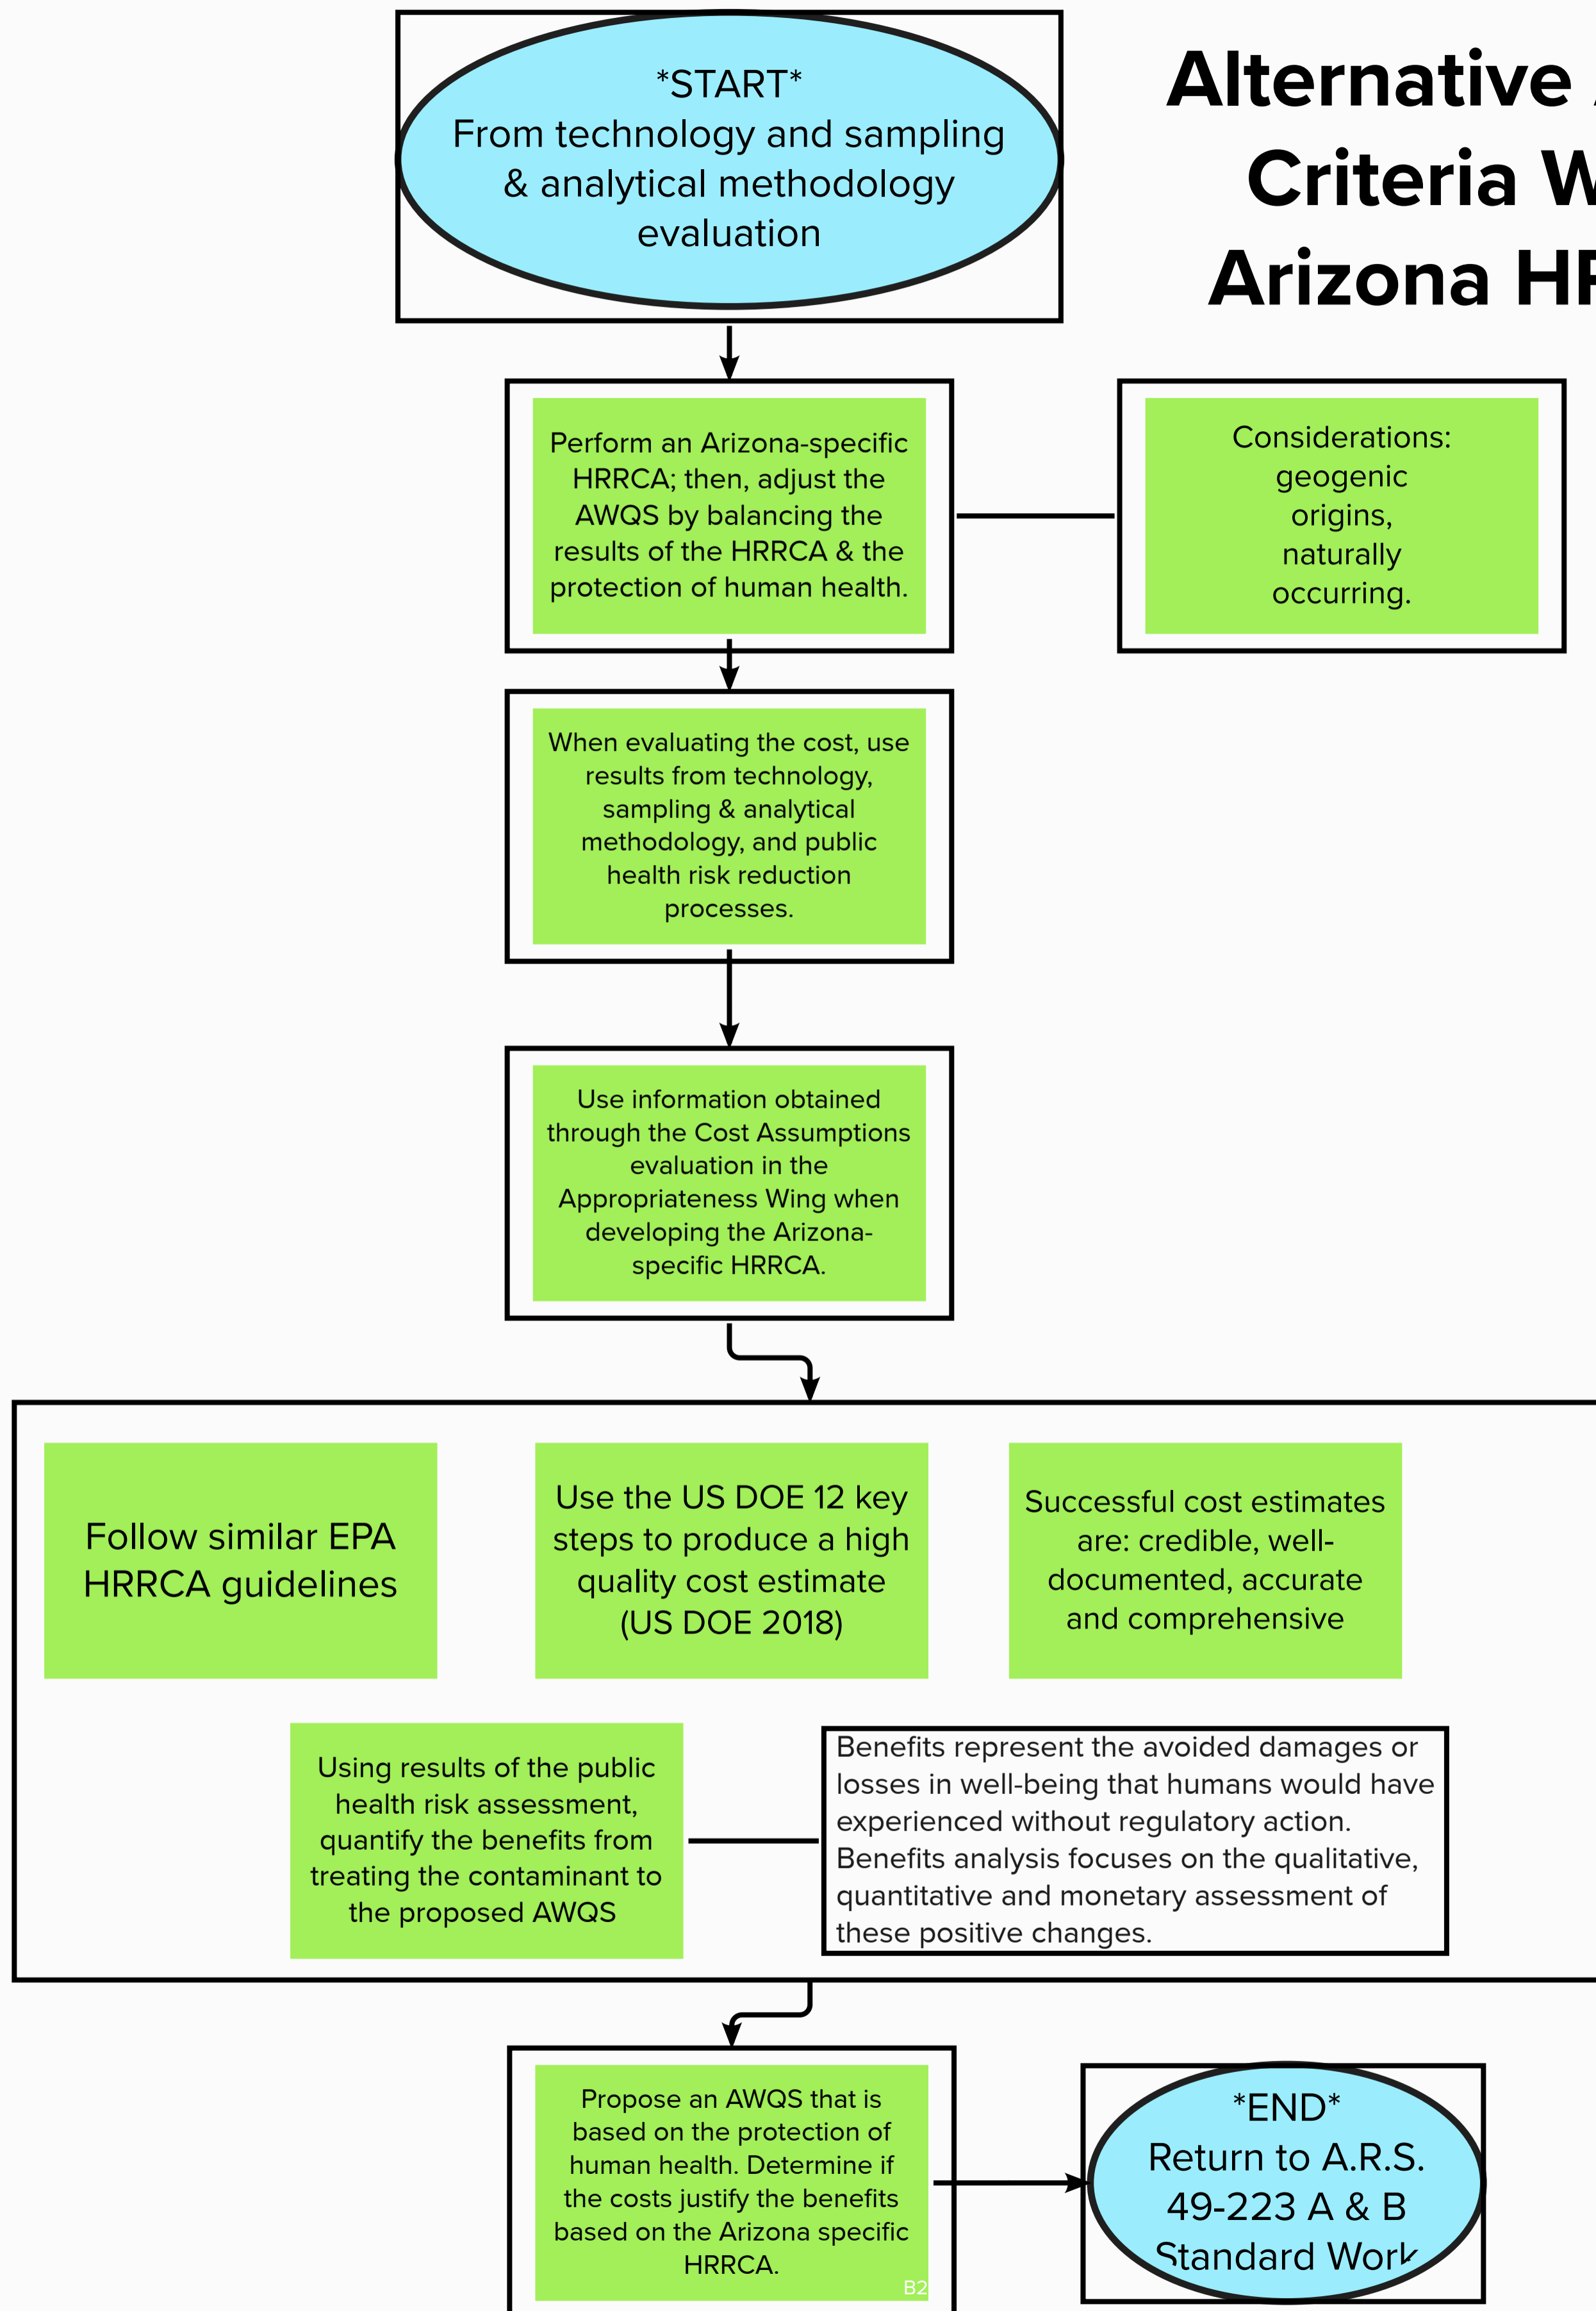 *START*
From technology and sampling
& analytical methodology
evaluation
Alternative
Criteria
Arizona
Perform an Arizona-specific
HRRCA; then, adjust the
AWQS by balancing the
results of the HRRCA & the
protection of human health.
Considerations:
geogenic
origins,
naturally
occurring.
When evaluating the cost, use
results from technology,
sampling & analytical
methodology, and public
health risk reduction
processes.
Use information obtained
through the Cost Assumptions
evaluation in the
Appropriateness Wing when
developing the Arizona-
specific HRRCA.
Follow similar EPA
HRRCA guidelines
Use the US DOE 12 key
steps to produce a high
quality cost estimate
(US DOE 2018)
Successful cost estimates
are: credible, well-
documented, accurate
and comprehensive
Using results of the public
health risk assessment,
quantify the benefits from
treating the contaminant to
the proposed AWQS
Benefits represent the avoided damages or
losses in well-being that humans would have
experienced without regulatory action.
Benefits analysis focuses on the qualitative,
quantitative and monetary assessment of
these positive changes.
Propose an AWQS that is
based on the protection of
human health. Determine if
the costs justify the benefits
based on the Arizona specific
HRRCA.
B2
*END*
Return to A.R.S.
49-223 A & B
Standard Work